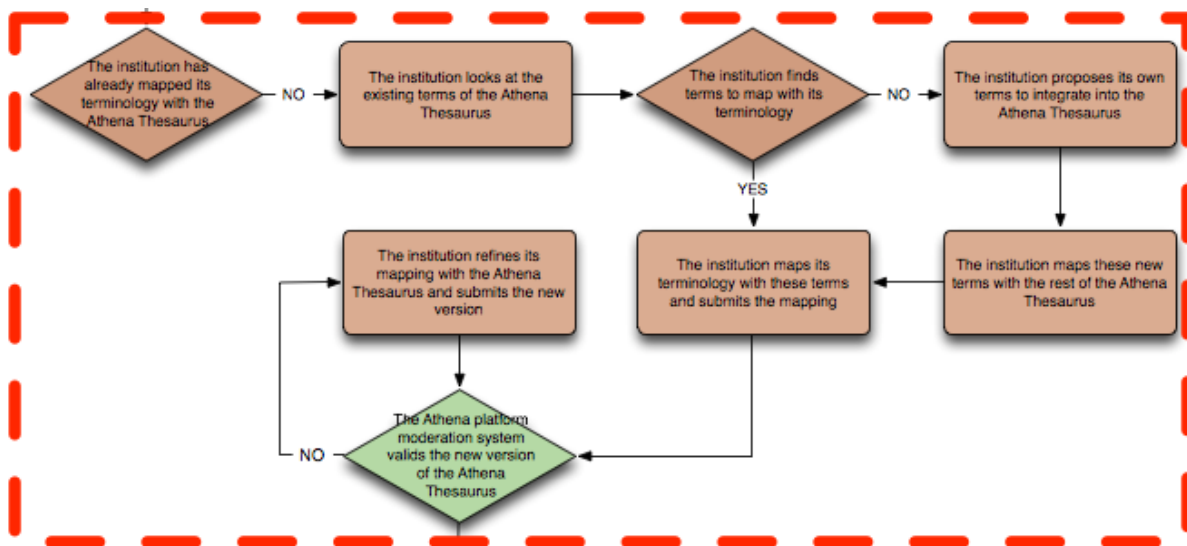 The institution has
already mapped its
terminology with the
Athena Thesaurus
NO
The institution looks at the
existing terms of the Athena
Thesaurus
The institution finds
terms to map with its
terminology
NO
The institution proposes its own
terms to integrate into the
Athena Thesaurus
YES
The institution refines its
mapping with the Athena
Thesaurus and submits the new
version
The institution maps its
terminology with these terms
and submits the mapping
The institution maps these new
terms with the rest of the Athena
Thesaurus
The Athena platform
moderation system
valids the new version
of the Athena
Thesaurus
NO